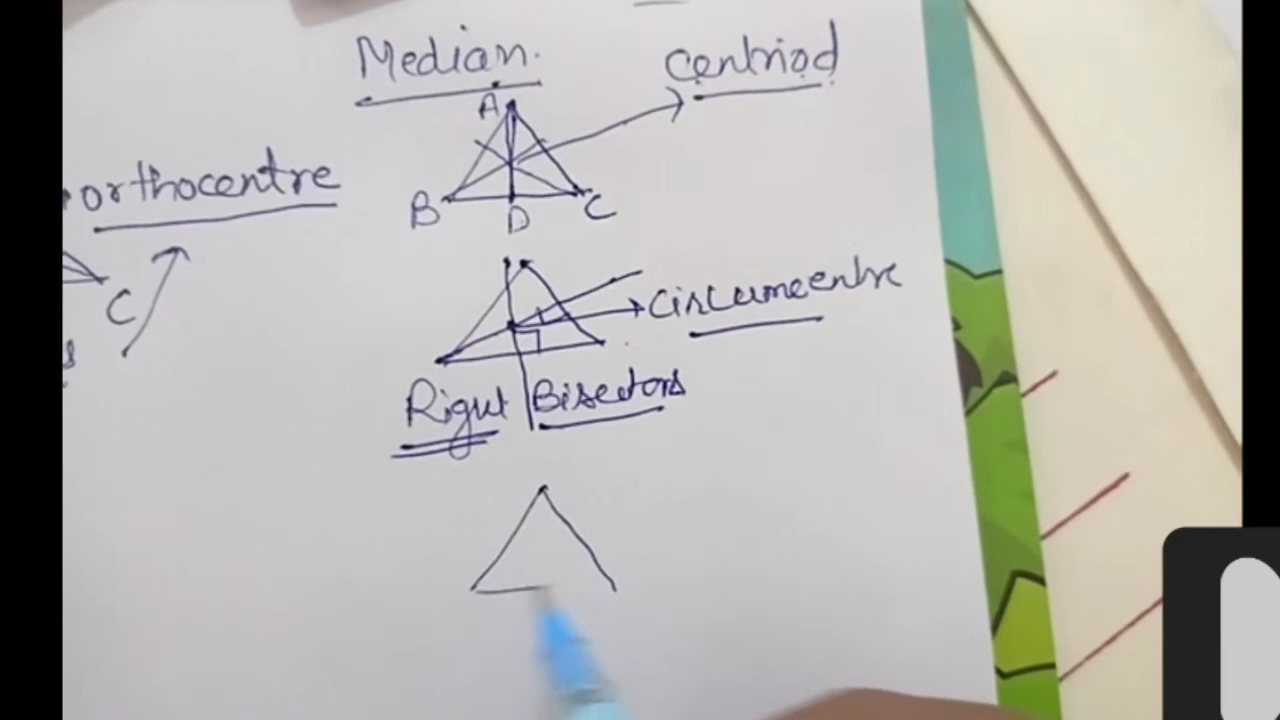 Median.
Centriod
A
orthocentre
B D C
C
Circumcentre
s
Right Bisectors